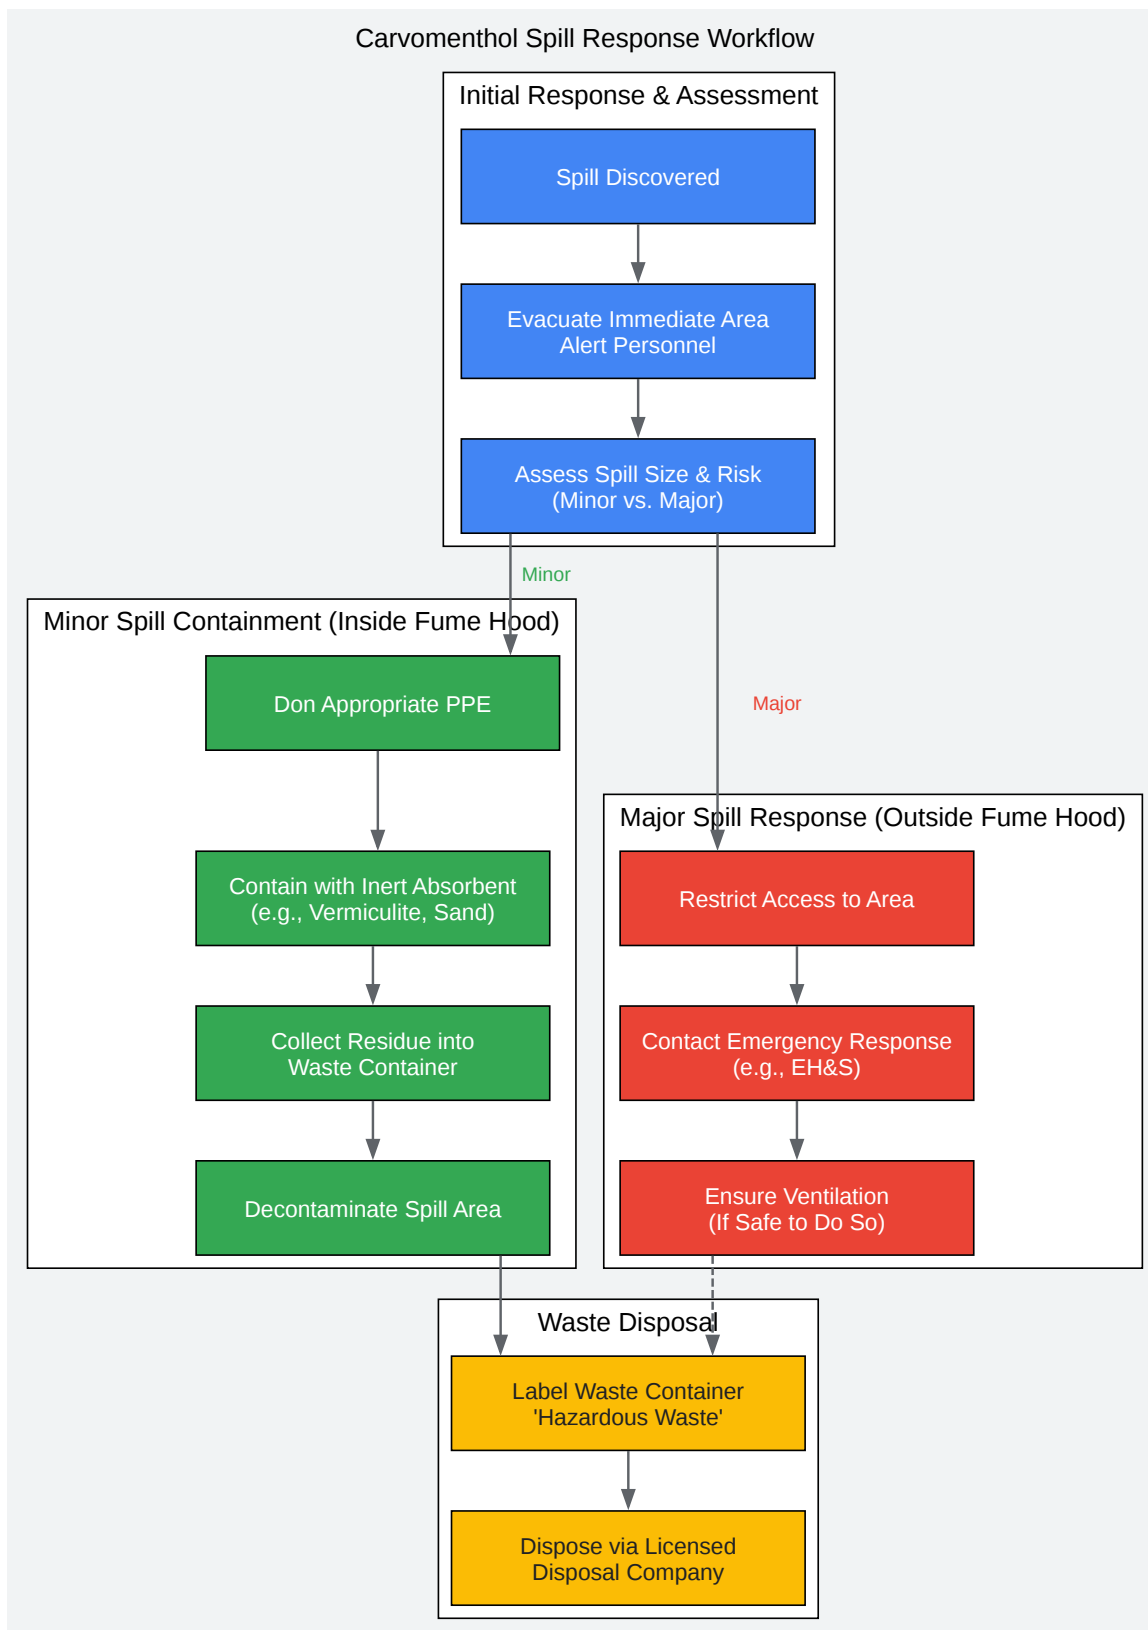 Carvomenthol Spill Response Workflow
Initial Response & Assessment
Spill Discovered
Evacuate Immediate Area
Alert Personnel
Assess Spill Size & Risk
(Minor vs. Major)
Minor
Minor Spill Containment (Inside Fume Hood)
Don Appropriate PPE
Contain with Inert Absorbent
(e.g., Vermiculite, Sand)
Collect Residue into
Waste Container
Decontaminate Spill Area
Major
Major Spill Response (Outside Fume Hood)
Restrict Access to Area
Contact Emergency Response
(e.g., EH&S)
Ensure Ventilation
(If Safe to Do So)
Waste Disposal
Label Waste Container
'Hazardous Waste'
Dispose via Licensed
Disposal Company